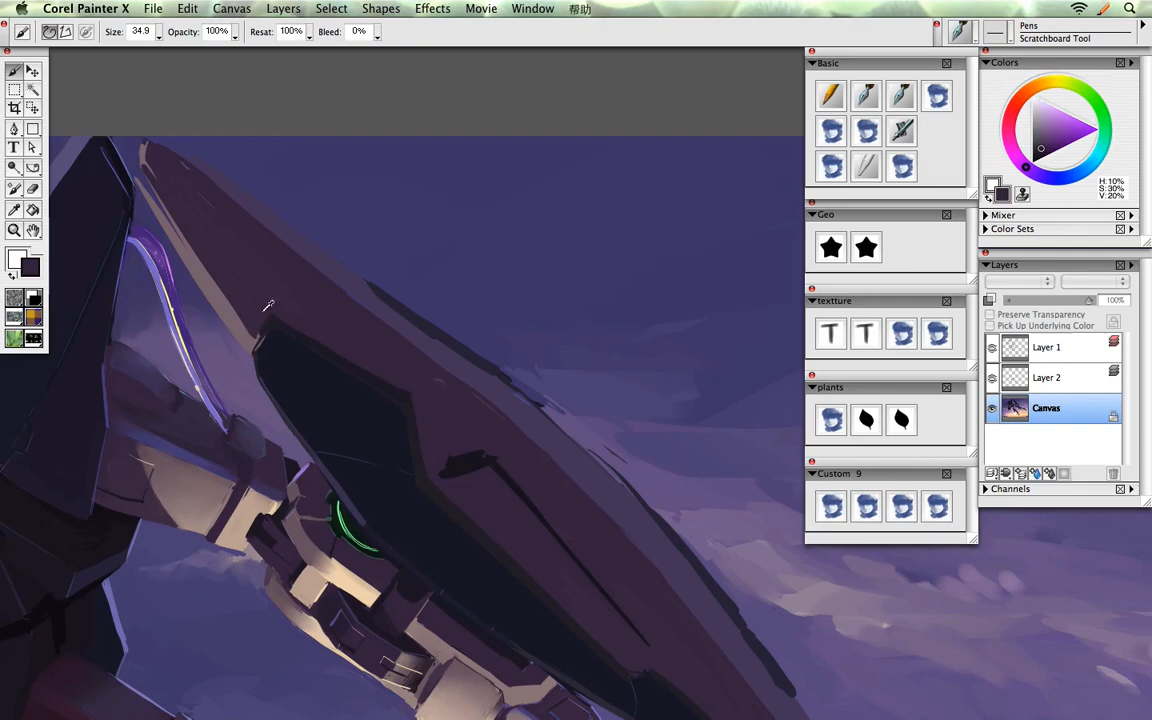 Corel Painter X File Edit Canvas Layers Select Shapes Effects Movie Window 帮助
Size: 34.9 Opacity: 100% Resat: 100% Bleed: 0%
Pens
Scratchboard Tool
Basic
Geo
textture
plants
Custom 9
Colors
H:10%
S:30%
V:20%
Mixer
Color Sets
Layers
100%
Preserve Transparency
Pick Up Underlying Color
Layer 1
Layer 2
Canvas
Channels